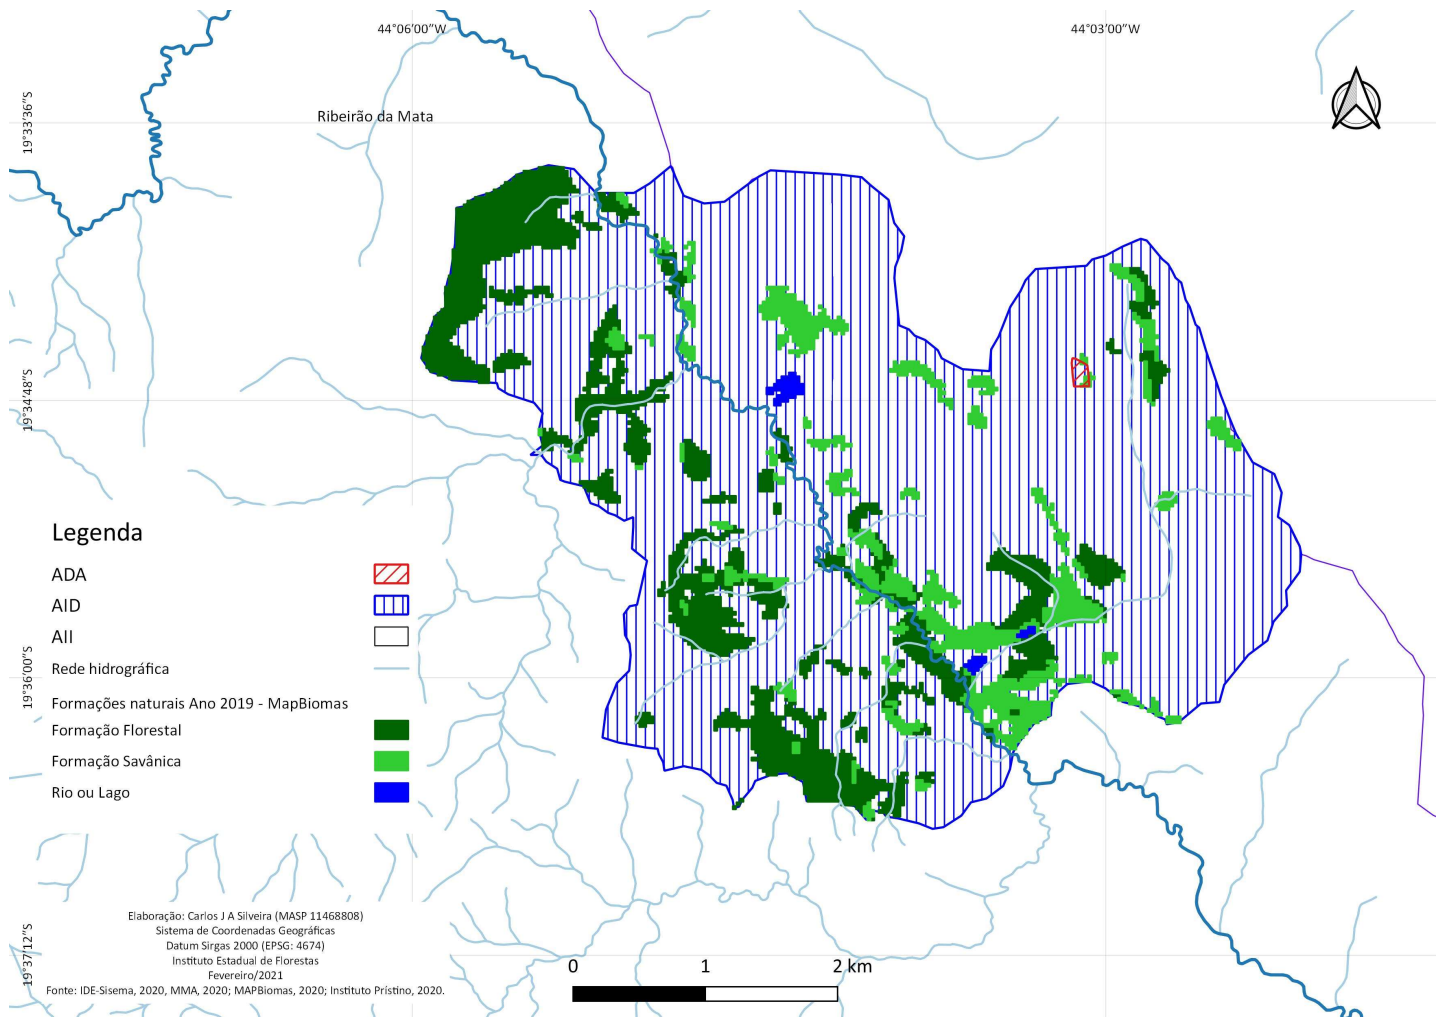 44°06'00"W
44°03'00"W
19°33'36"S
Ribeirão da Mata
19°34'48"S
19°36'00"S
19°37'12"S
Legenda
ADA
AID
AII
Rede hidrográfica
Formações naturais Ano 2019 - MapBiomas
Formação Florestal
Formação Savânica
Rio ou Lago
Elaboração: Carlos J A Silveira (MASP 11468808)
Sistema de Coordenadas Geográficas
Datum Sirgas 2000 (EPSG: 4674)
Instituto Estadual de Florestas
Fevereiro/2021
Fonte: IDE-Sisema, 2020, MMA, 2020; MAPBiomas, 2020; Instituto Prístino, 2020.
0 1 2 km